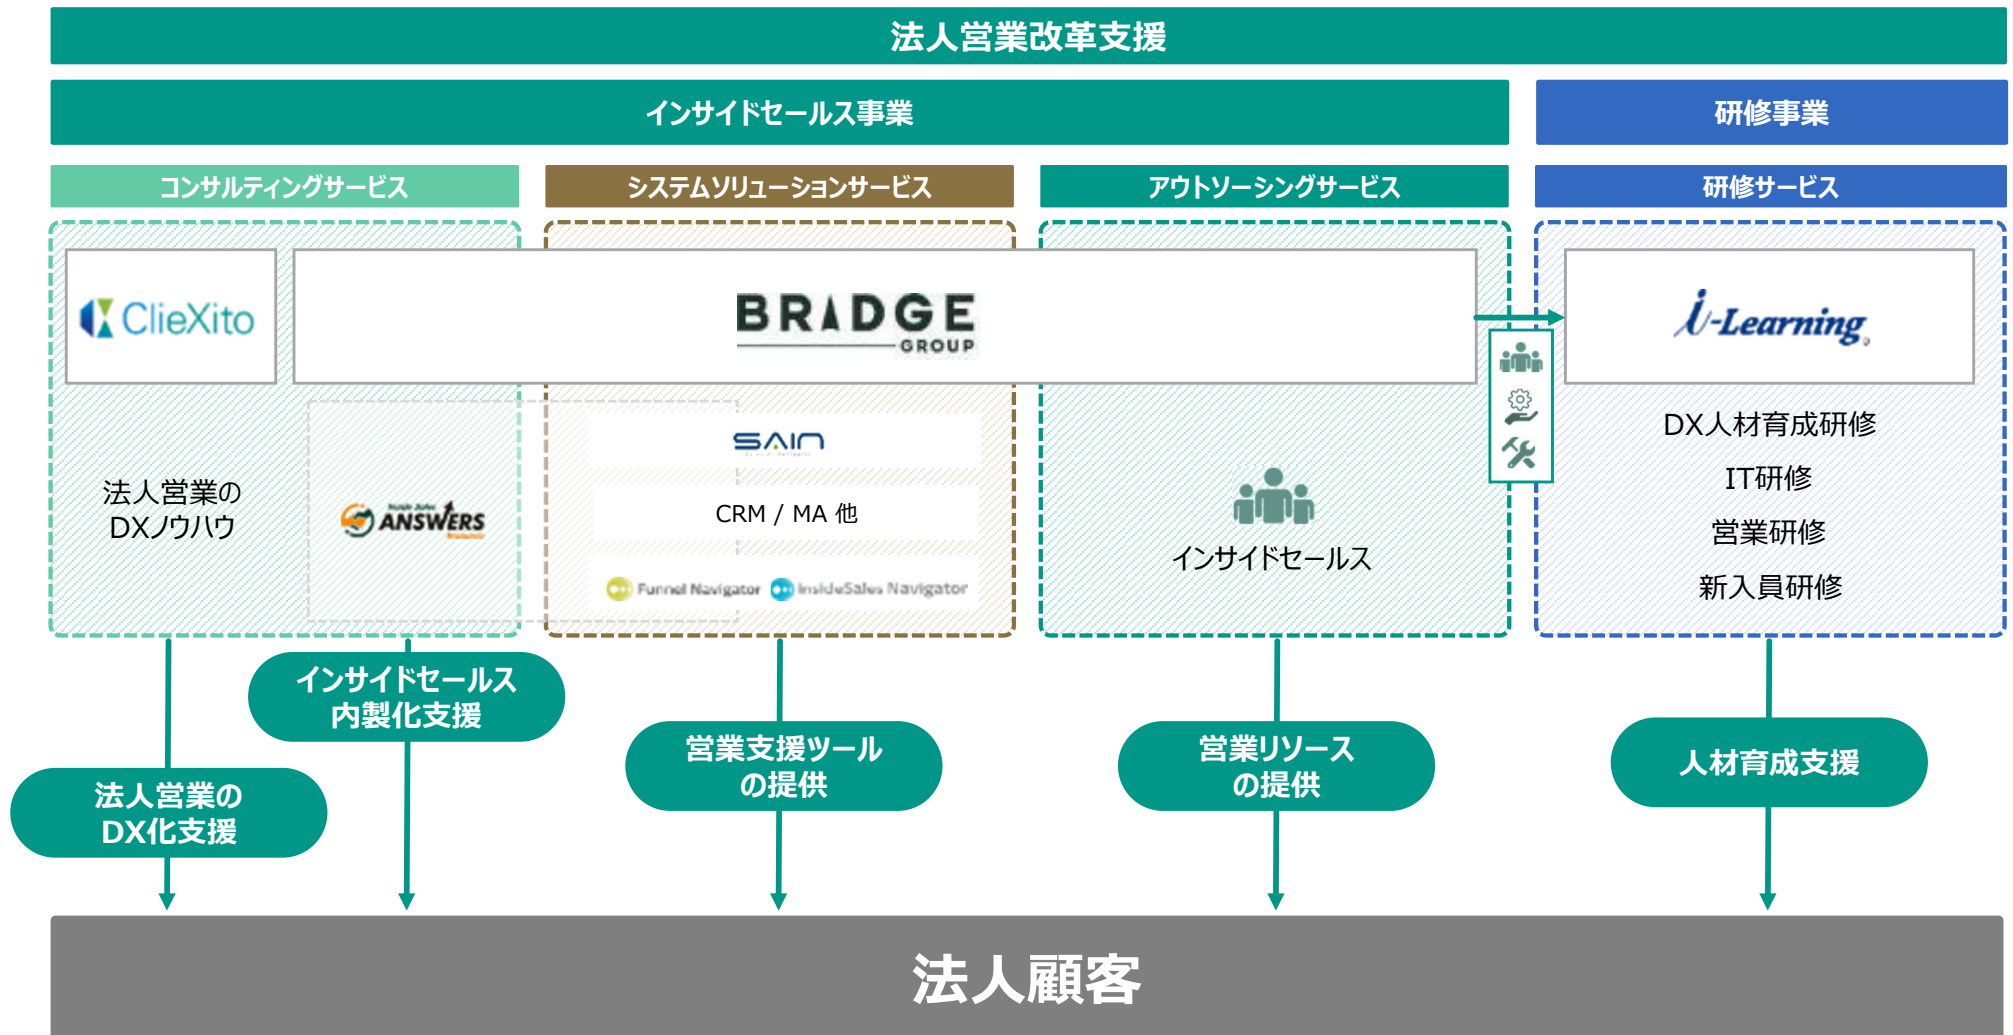 法人営業改革支援
インサイドセールス事業
研修事業
コンサルティングサービス
システムソリューションサービス
アウトソーシングサービス
研修サービス
ClieXito
BRIDGE
GROUP
i-Learning
法人営業の
DXノウハウ
Inside Sales
ANSWERS
SAIN
CRM / MA 他
Funnel Navigator
InsideSales Navigator
インサイドセールス
DX人材育成研修
IT研修
営業研修
新入員研修
インサイドセールス
内製化支援
法人営業の
DX化支援
営業支援ツール
の提供
営業リソース
の提供
人材育成支援
法人顧客